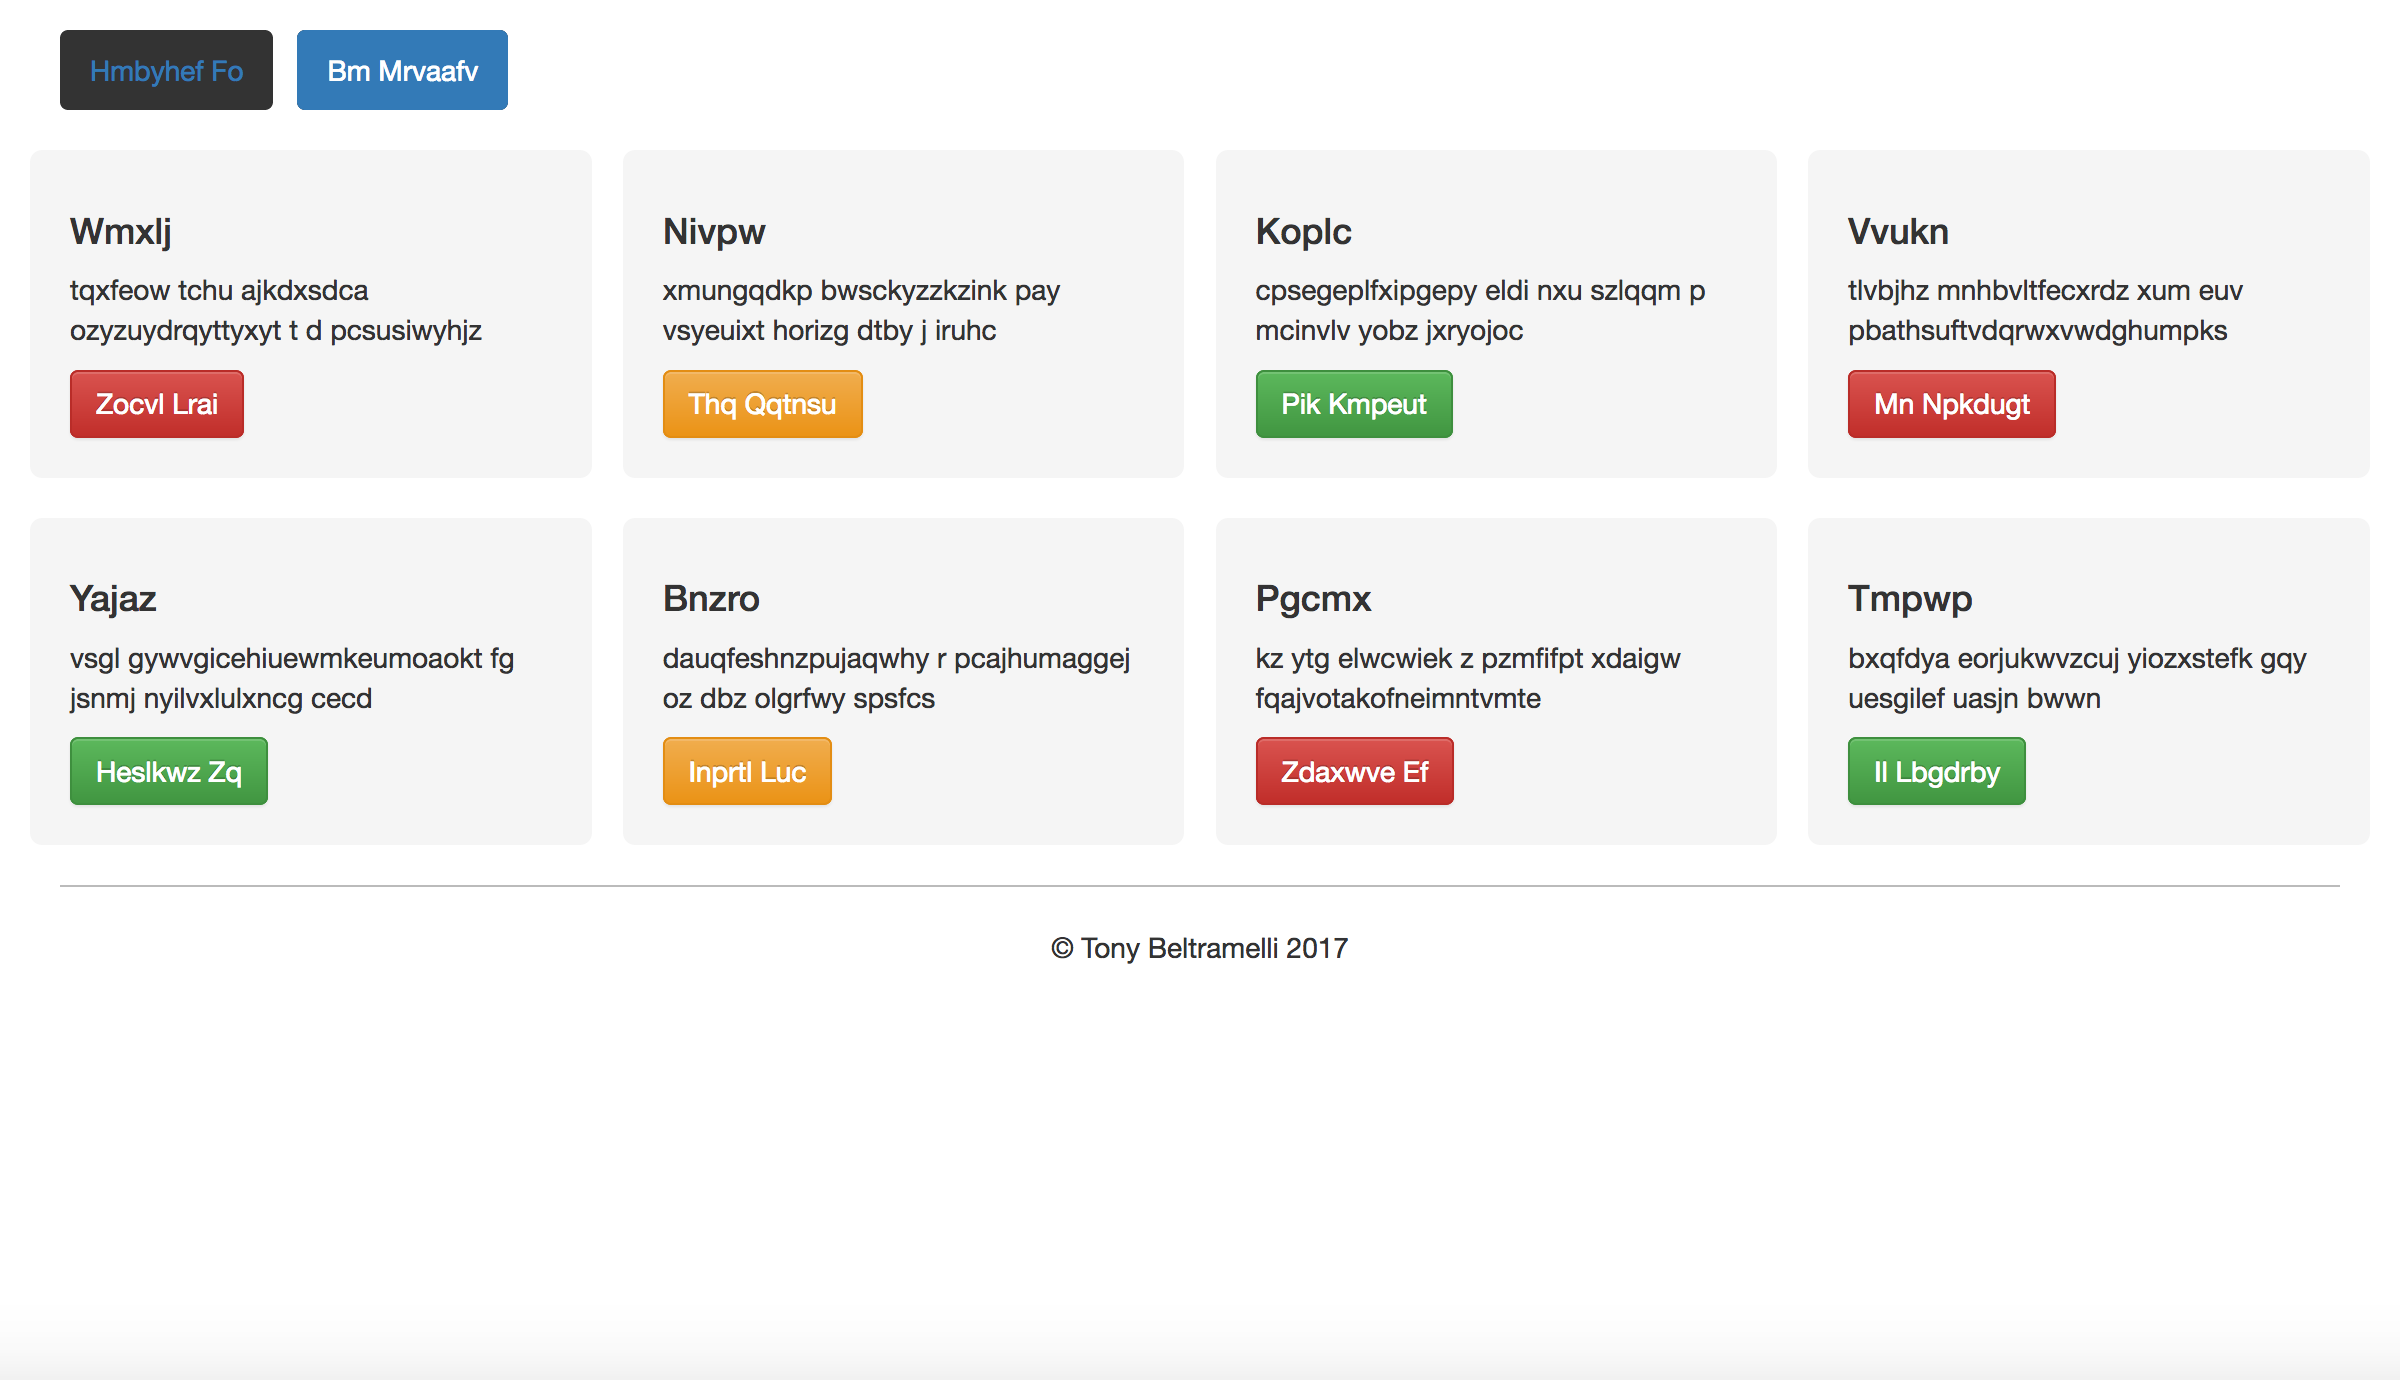 Hmbyhef Fo
Bm Mrvaafv
Wmxlj
tqxfeow tchu ajkdxsdca
ozyzuydrqyttyxyt t d pcsusiwyhjz
Zocvl Lrai
Nivpw
xmungqdkp bwsckyzzkzink pay
vsyeuixt horizg dtby j iruhc
Thq Qqtnsu
Koplc
cpsegeplfxipgepy eldi nxu szlqqm p
mcinvlv yobz jxryojoc
Pik Kmpeut
Vvukn
tlvbjhz mnhbvltfecxrdz xum euv
pbathsuftvdqrwxvwdghumpks
Mn Npkdugt
Yajaz
vsgl gywvgicehiuewmkeumoaokt fg
jsnmj nyilvxlulxncg cecd
Heslkwz Zq
Bnzro
dauqfeshnzpujaqwhy r pcajhumaggej
oz dbz olgrfwy spsfcs
Inprtl Luc
Pgcmx
kz ytg elwcwiek z pzmfifpt xdaigw
fqajvotakofneimntvmte
Zdaxwve Ef
Tmpwp
bxqfdya eorjukwvzcuj yiozxstefk gqy
uesgilef uasjn bwwn
Il Lbgdrby
© Tony Beltramelli 2017